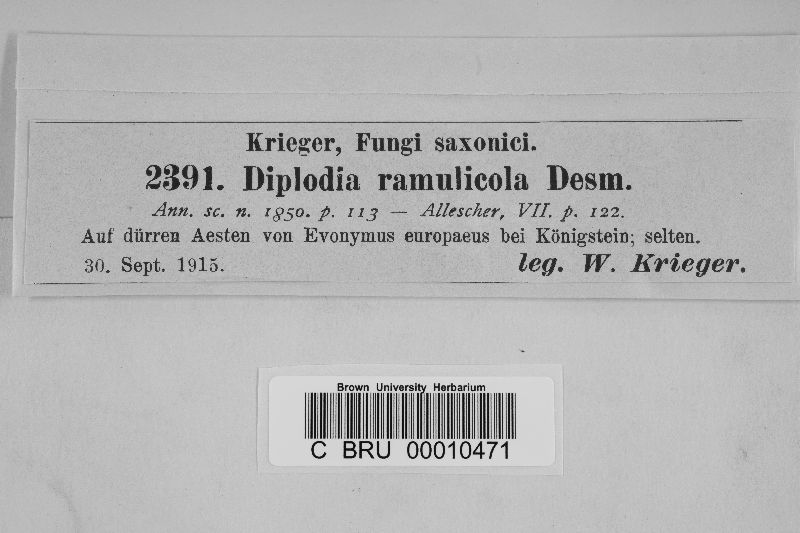 Krieger, Fungi saxonici.
2391. Diplodia ramulicola Desm.
Ann. sc. n. 1850. p. 113 — Allescher, VII. p. 122.
Auf dürren Aesten von Evonymus europaeus bei Königstein; selten.
30. Sept. 1915. leg. W. Krieger.
Brown University Herbarium
C BRU 00010471